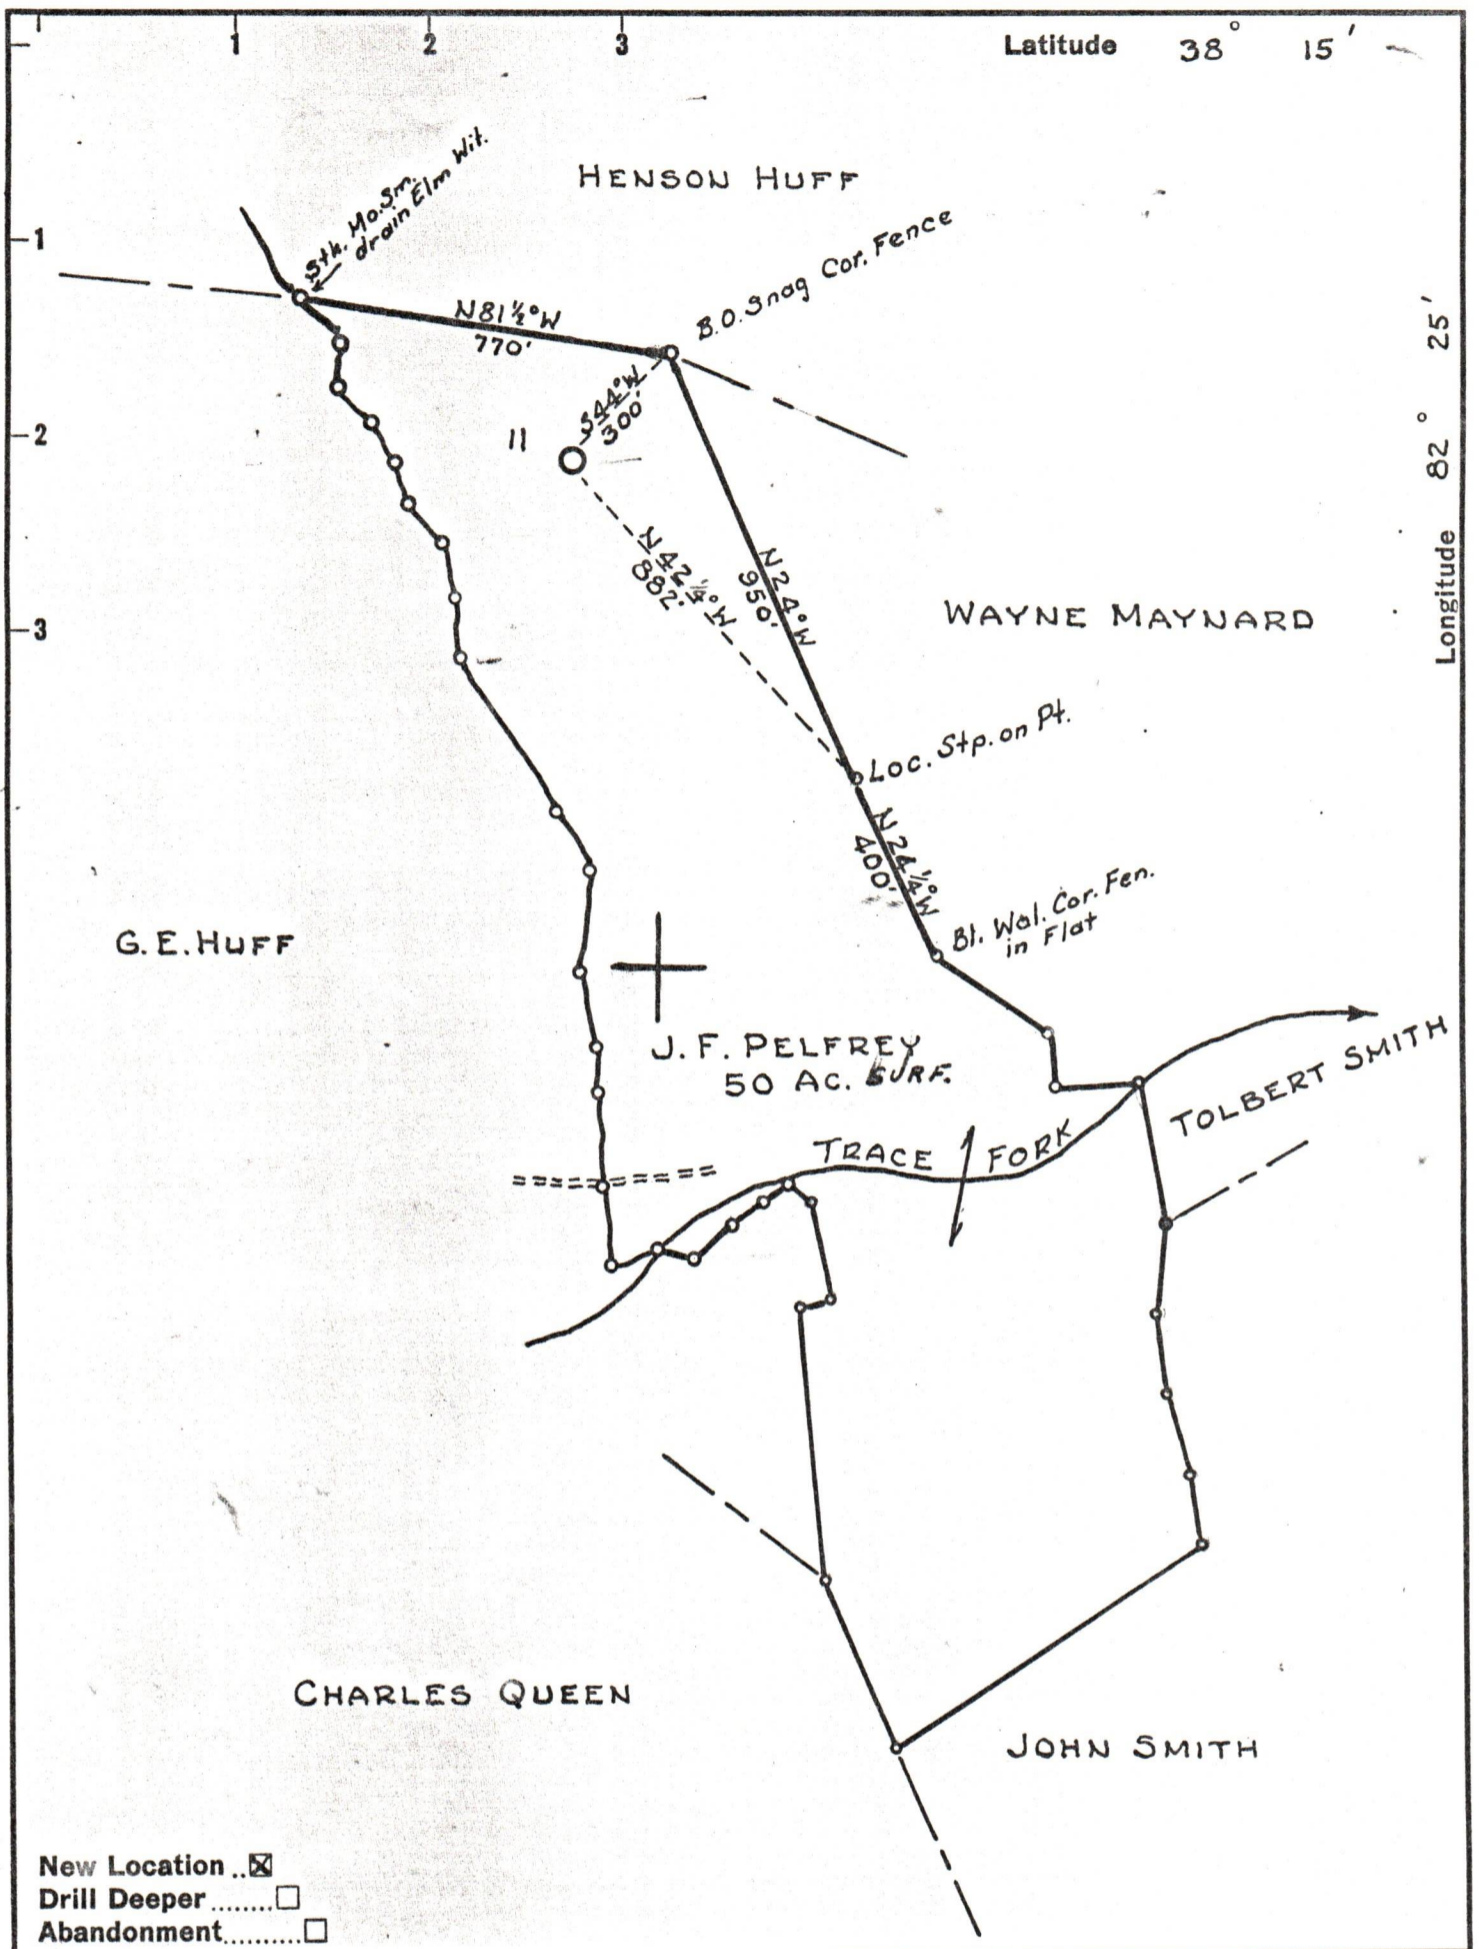 1 2 3 Latitude 38° 15'
HENSON HUFF
Stk. Mo. Sm.
drain Elm Wit.
1
B.O. Snag Cor. Fence
N81½°W
770'
25'
82°
Longitude
S44°W
300'
11
2
N42¼°W
882'
N24°W
950'
WAYNE MAYNARD
3
Loc. Stp. on Pt.
N24¼°W
400'
Bl. Wal. Cor. Fen.
in Flat
G.E. HUFF
J. F. PELFREY
50 AC. SURF.
TOLBERT SMITH
TRACE FORK
CHARLES QUEEN
JOHN SMITH
New Location ..☒
Drill Deeper ........☐
Abandonment..........☐